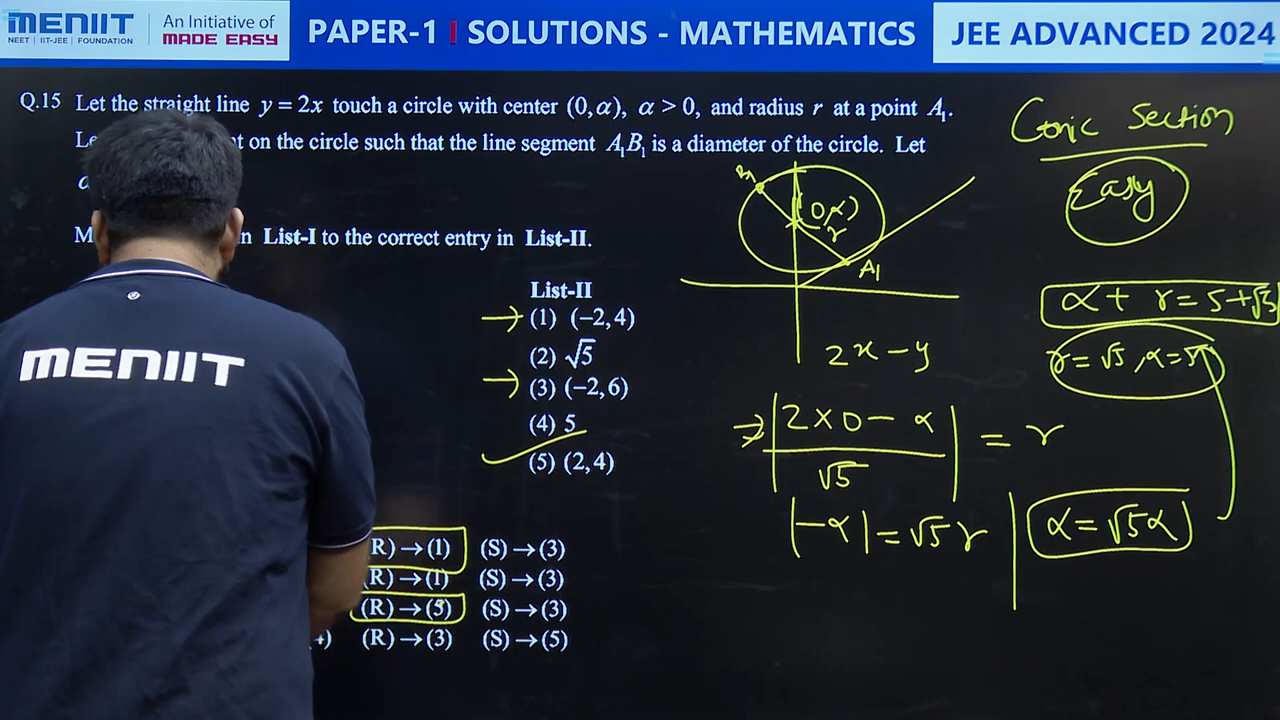 MENIIT
NEET | IIT-JEE | FOUNDATION
An Initiative of
MADE EASY
PAPER-1 I SOLUTIONS - MATHEMATICS
JEE ADVANCED 2024
Q.15 Let the straight line y = 2x touch a circle with center (0, α), α > 0, and radius r at a point A₁.
on the circle such that the line segment A₁B₁ is a diameter of the circle. Let
List-I to the correct entry in List-II.
List-II
→ (1) (−2, 4)
(2) √5
→ (3) (−2, 6)
(4) 5
(5) (2, 4)
(R) → (1) (S) → (3)
(R) → (1) (S) → (3)
(R) → (5) (S) → (3)
(R) → (3) (S) → (5)
MENIIT
B₁
(0, α)
r
A₁
2x − y
→ |2×0 − α / √5| = r
|−α| = √5 r
α = √5α
Conic Section
Easy
α + r = 5 + √5
r = √5, α = 5